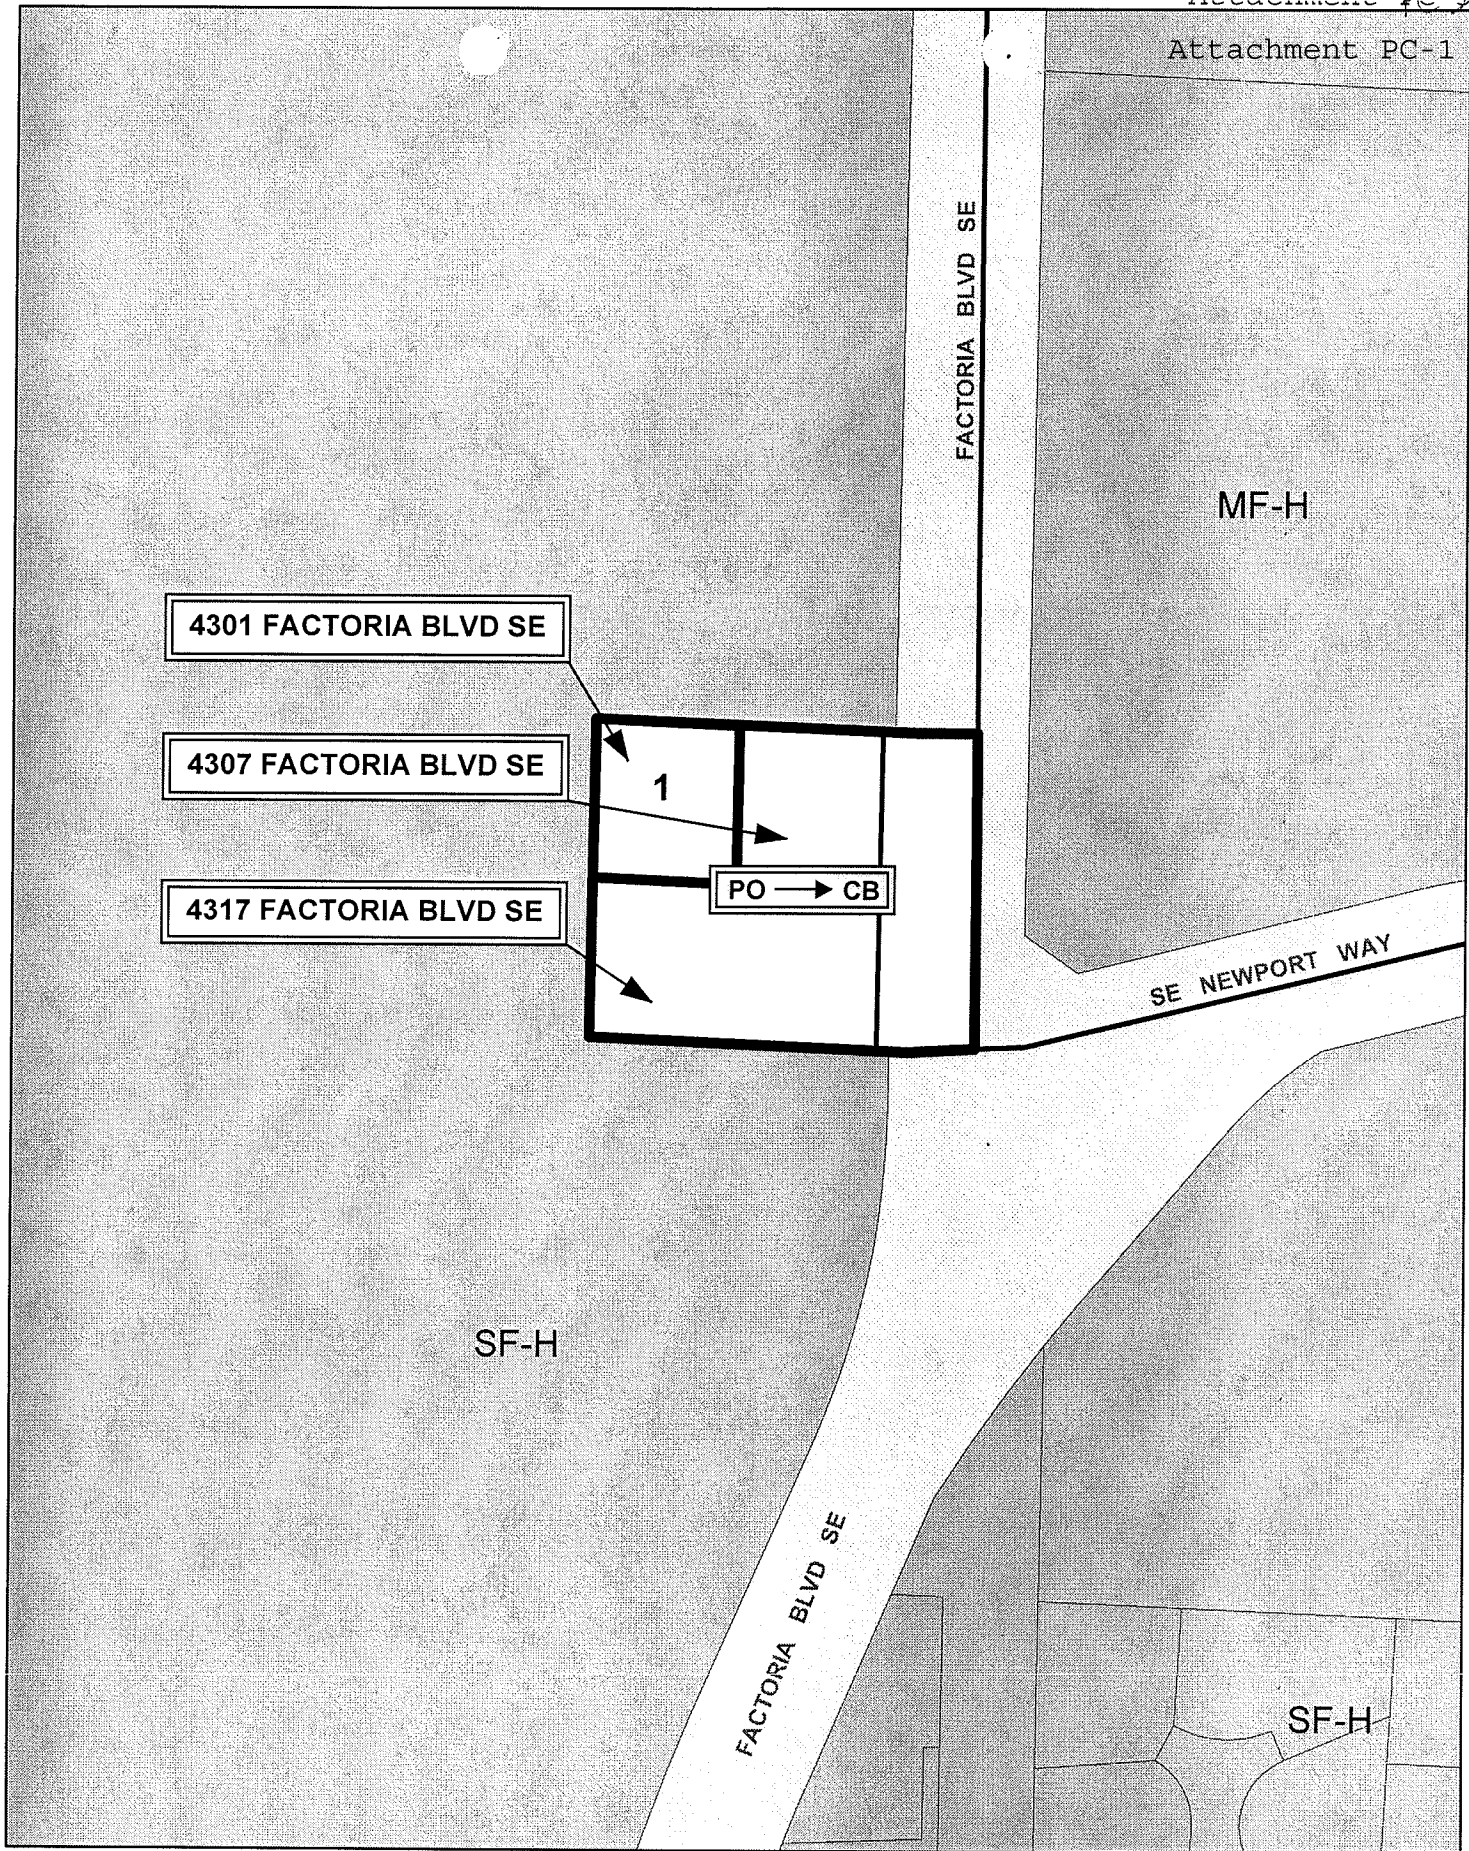 Attachment PC-1
FACTORIA BLVD SE
MF-H
4301 FACTORIA BLVD SE
4307 FACTORIA BLVD SE
1
PO → CB
4317 FACTORIA BLVD SE
SE NEWPORT WAY
SF-H
FACTORIA BLVD SE
SF-H